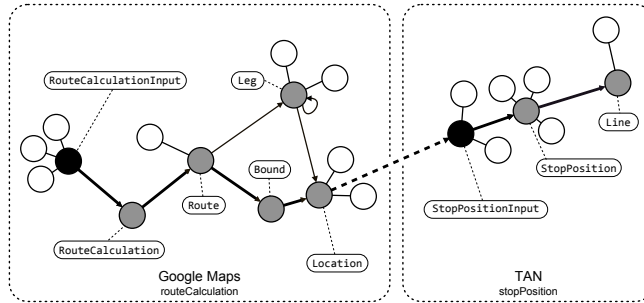 RouteCalculationInput
Leg
Line
Bound
StopPosition
Route
StopPositionInput
RouteCalculation
Location
Google Maps
routeCalculation
TAN
stopPosition